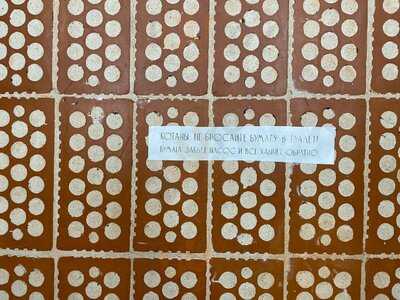 КОТАНЫ, НЕ БРОСАЙТЕ БУМАГУ В ТУАЛЕТ!
БУМАГА ЗАБЬЕТ НАСОС И ВСЕ ХЛЫНЕТ ОБРАТНО